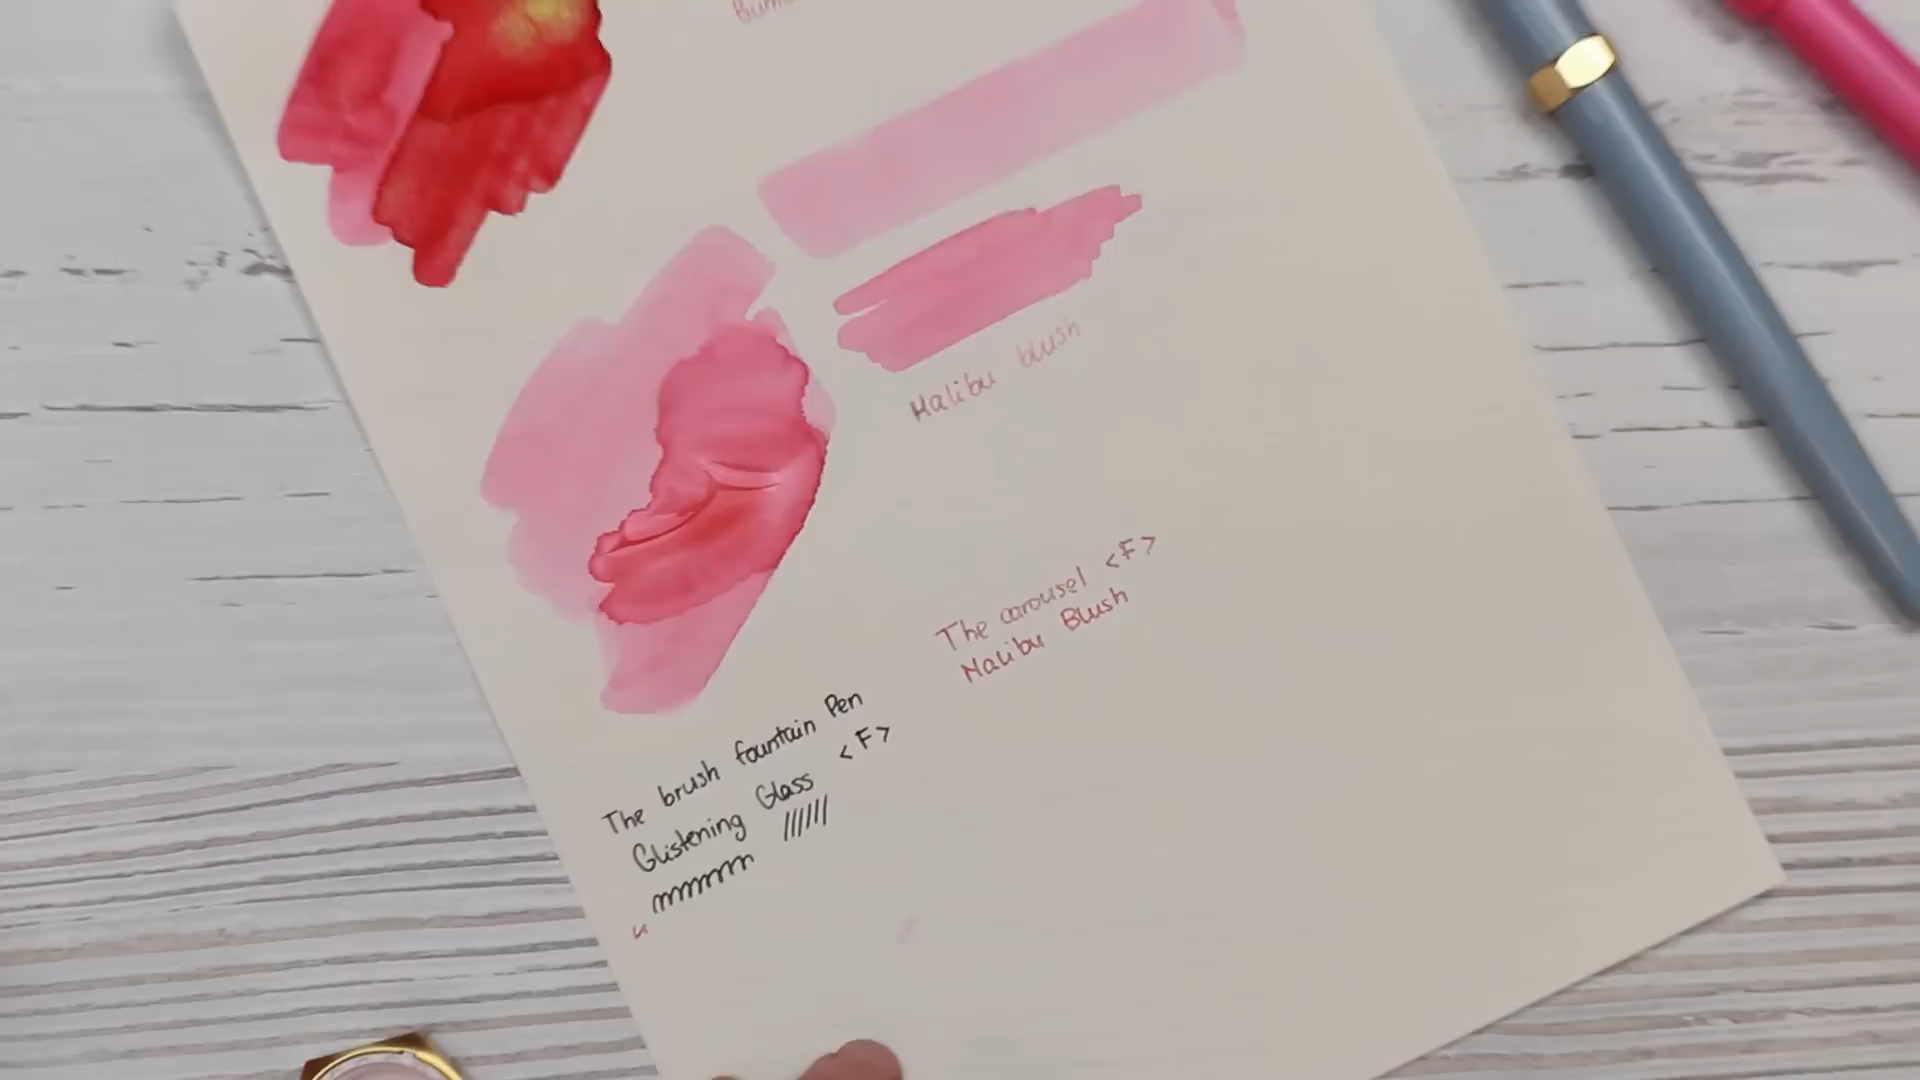 Malibu blush
The carousel <F>
Malibu Blush
The brush fountain Pen
Glistening Glass <F>